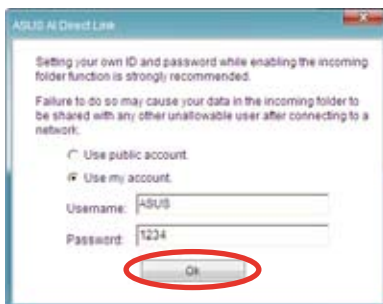 ASUS AI Direct Link
Setting your own ID and password while enabling the incoming
folder function is strongly recommended.
Failure to do so may cause your data in the incoming folder to
be shared with any other unallowable user after connecting to a
network.
Use public account.
Use my account.
Username: ASUS
Password: 1234
Ok